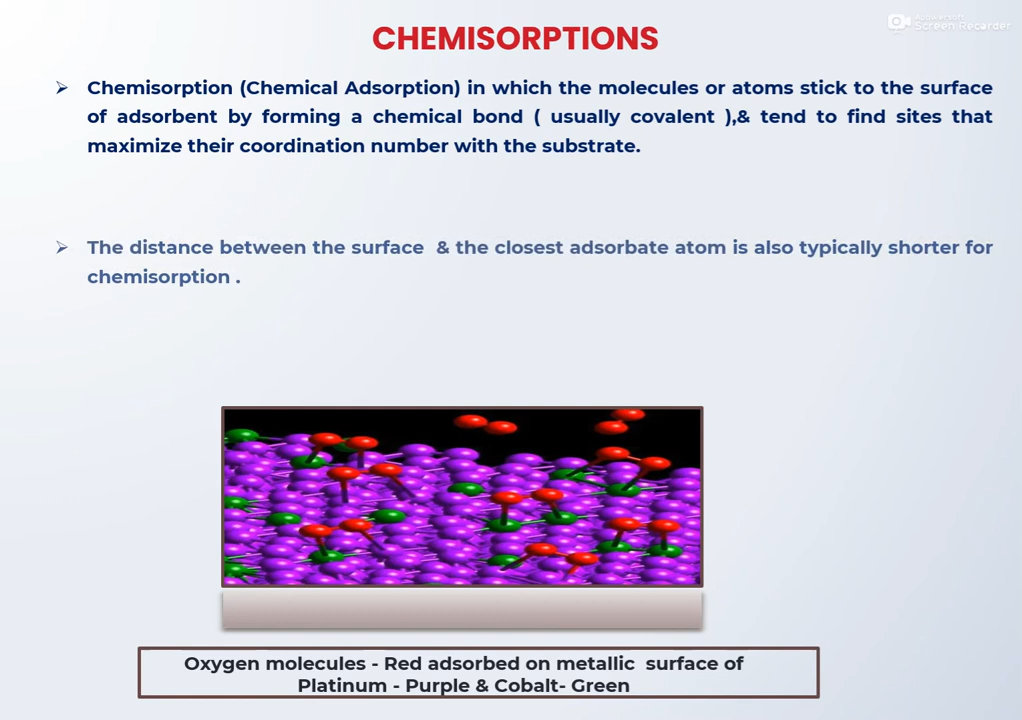 Apowersoft
Screen Recorder
CHEMISORPTIONS
➢ Chemisorption (Chemical Adsorption) in which the molecules or atoms stick to the surface
of adsorbent by forming a chemical bond ( usually covalent ),& tend to find sites that
maximize their coordination number with the substrate.
➢ The distance between the surface  & the closest adsorbate atom is also typically shorter for
chemisorption .
Oxygen molecules - Red adsorbed on metallic  surface of
Platinum - Purple & Cobalt- Green